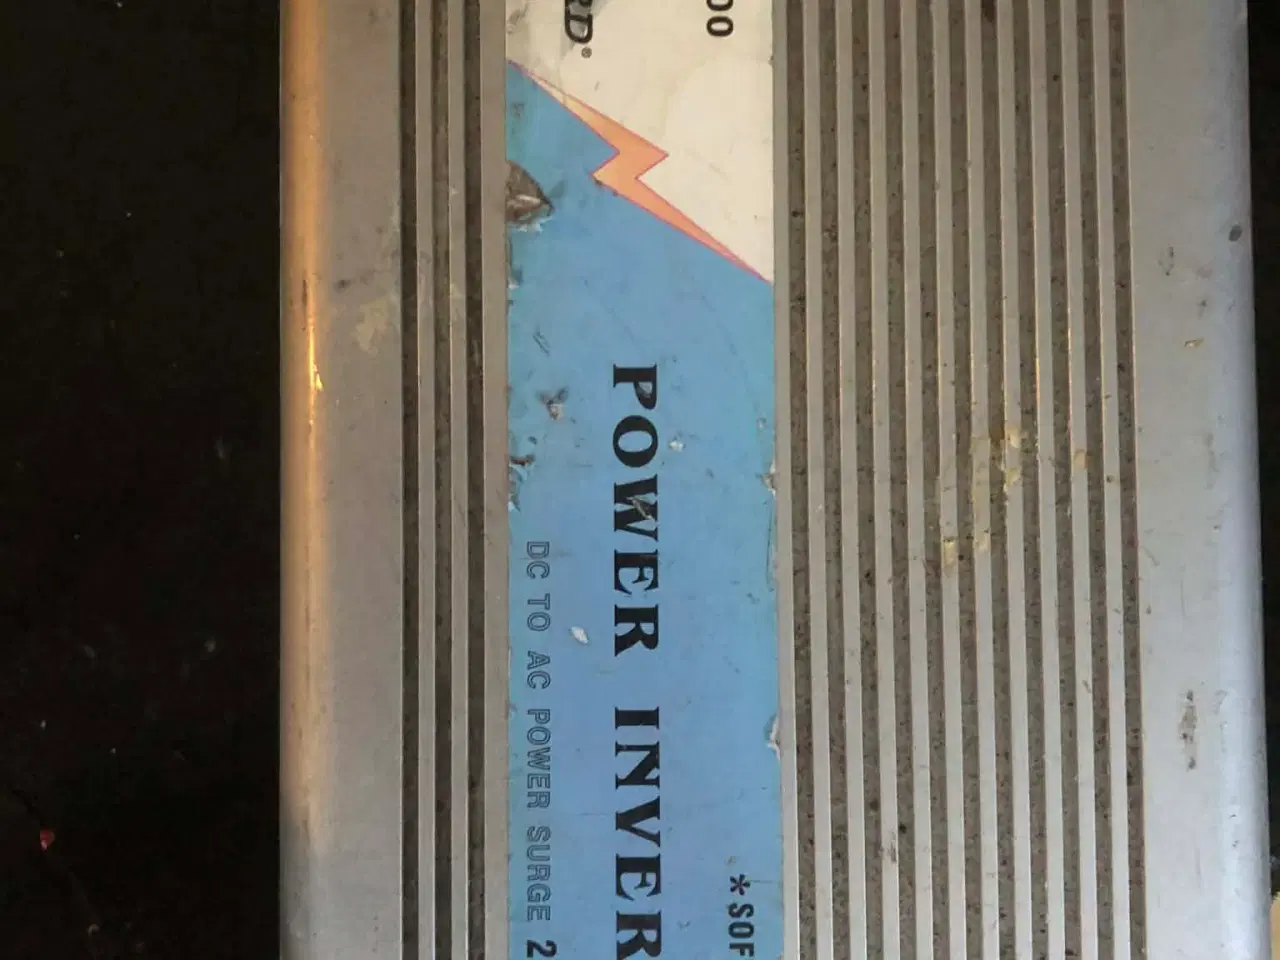 00
RD®
*SOF
POWER INVER
DC TO AC POWER SURGE 2